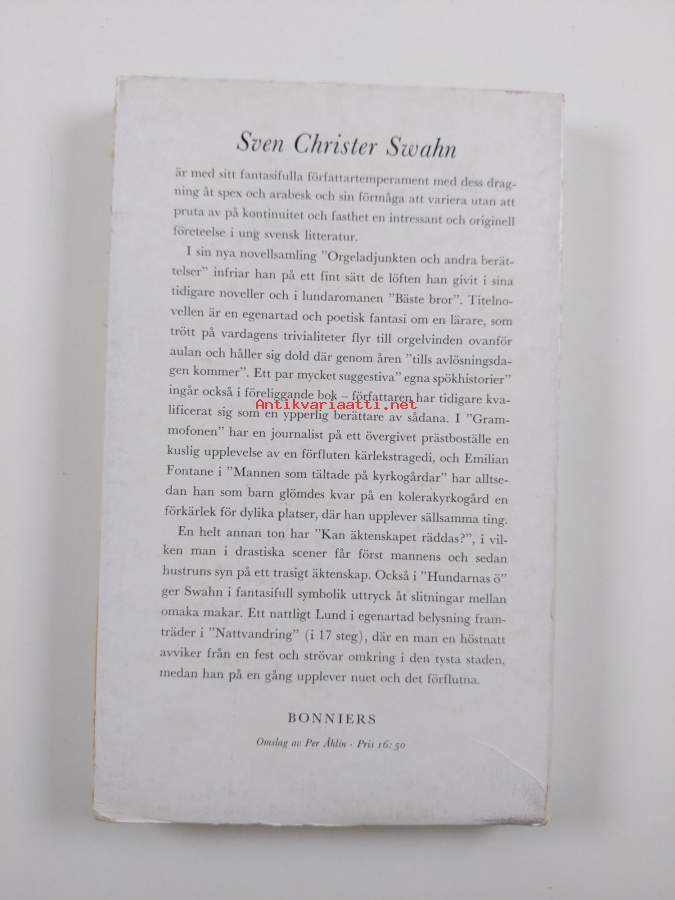 Sven Christer Swahn
är med sitt fantasifulla författartemperament med dess drag-
ning åt spex och arabesk och sin förmåga att variera utan att
pruta av på kontinuitet och fasthet en intressant och originell
företeelse i ung svensk litteratur.
I sin nya novellsamling ”Orgeladjunkten och andra berät-
telser” infriar han på ett fint sätt de löften han givit i sina
tidigare noveller och i lundaromanen ”Bäste bror”. Titelno-
vellen är en egenartad och poetisk fantasi om en lärare, som
trött på vardagens trivialiteter flyr till orgelvinden ovanför
aulan och håller sig dold där genom åren ”tills avlösningsda-
gen kommer”. Ett par mycket suggestiva” egna spökhistorier”
ingår också i föreliggande bok – författaren har tidigare kva-
Antikvariaatti.net
lificerat sig som en ypperlig berättare av sådana. I ”Gram-
mofonen” har en journalist på ett övergivet prästboställe en
kuslig upplevelse av en förfluten kärlekstragedi, och Emilian
Fontane i ”Mannen som tältade på kyrkogårdar” har alltse-
dan han som barn glömdes kvar på en kolerakyrkogård en
förkärlek för dylika platser, där han upplever sällsamma ting.
En helt annan ton har ”Kan äktenskapet räddas?”, i vil-
ken man i drastiska scener får först mannens och sedan
hustruns syn på ett trasigt äktenskap. Också i ”Hundarnas ö”
ger Swahn i fantasifull symbolik uttryck åt slitningar mellan
omaka makar. Ett nattligt Lund i egenartad belysning fram-
träder i ”Nattvandring” (i 17 steg), där en man en höstnatt
avviker från en fest och strövar omkring i den tysta staden,
medan han på en gång upplever nuet och det förflutna.
BONNIERS
Omslag av Per Åhlin · Pris 16:50